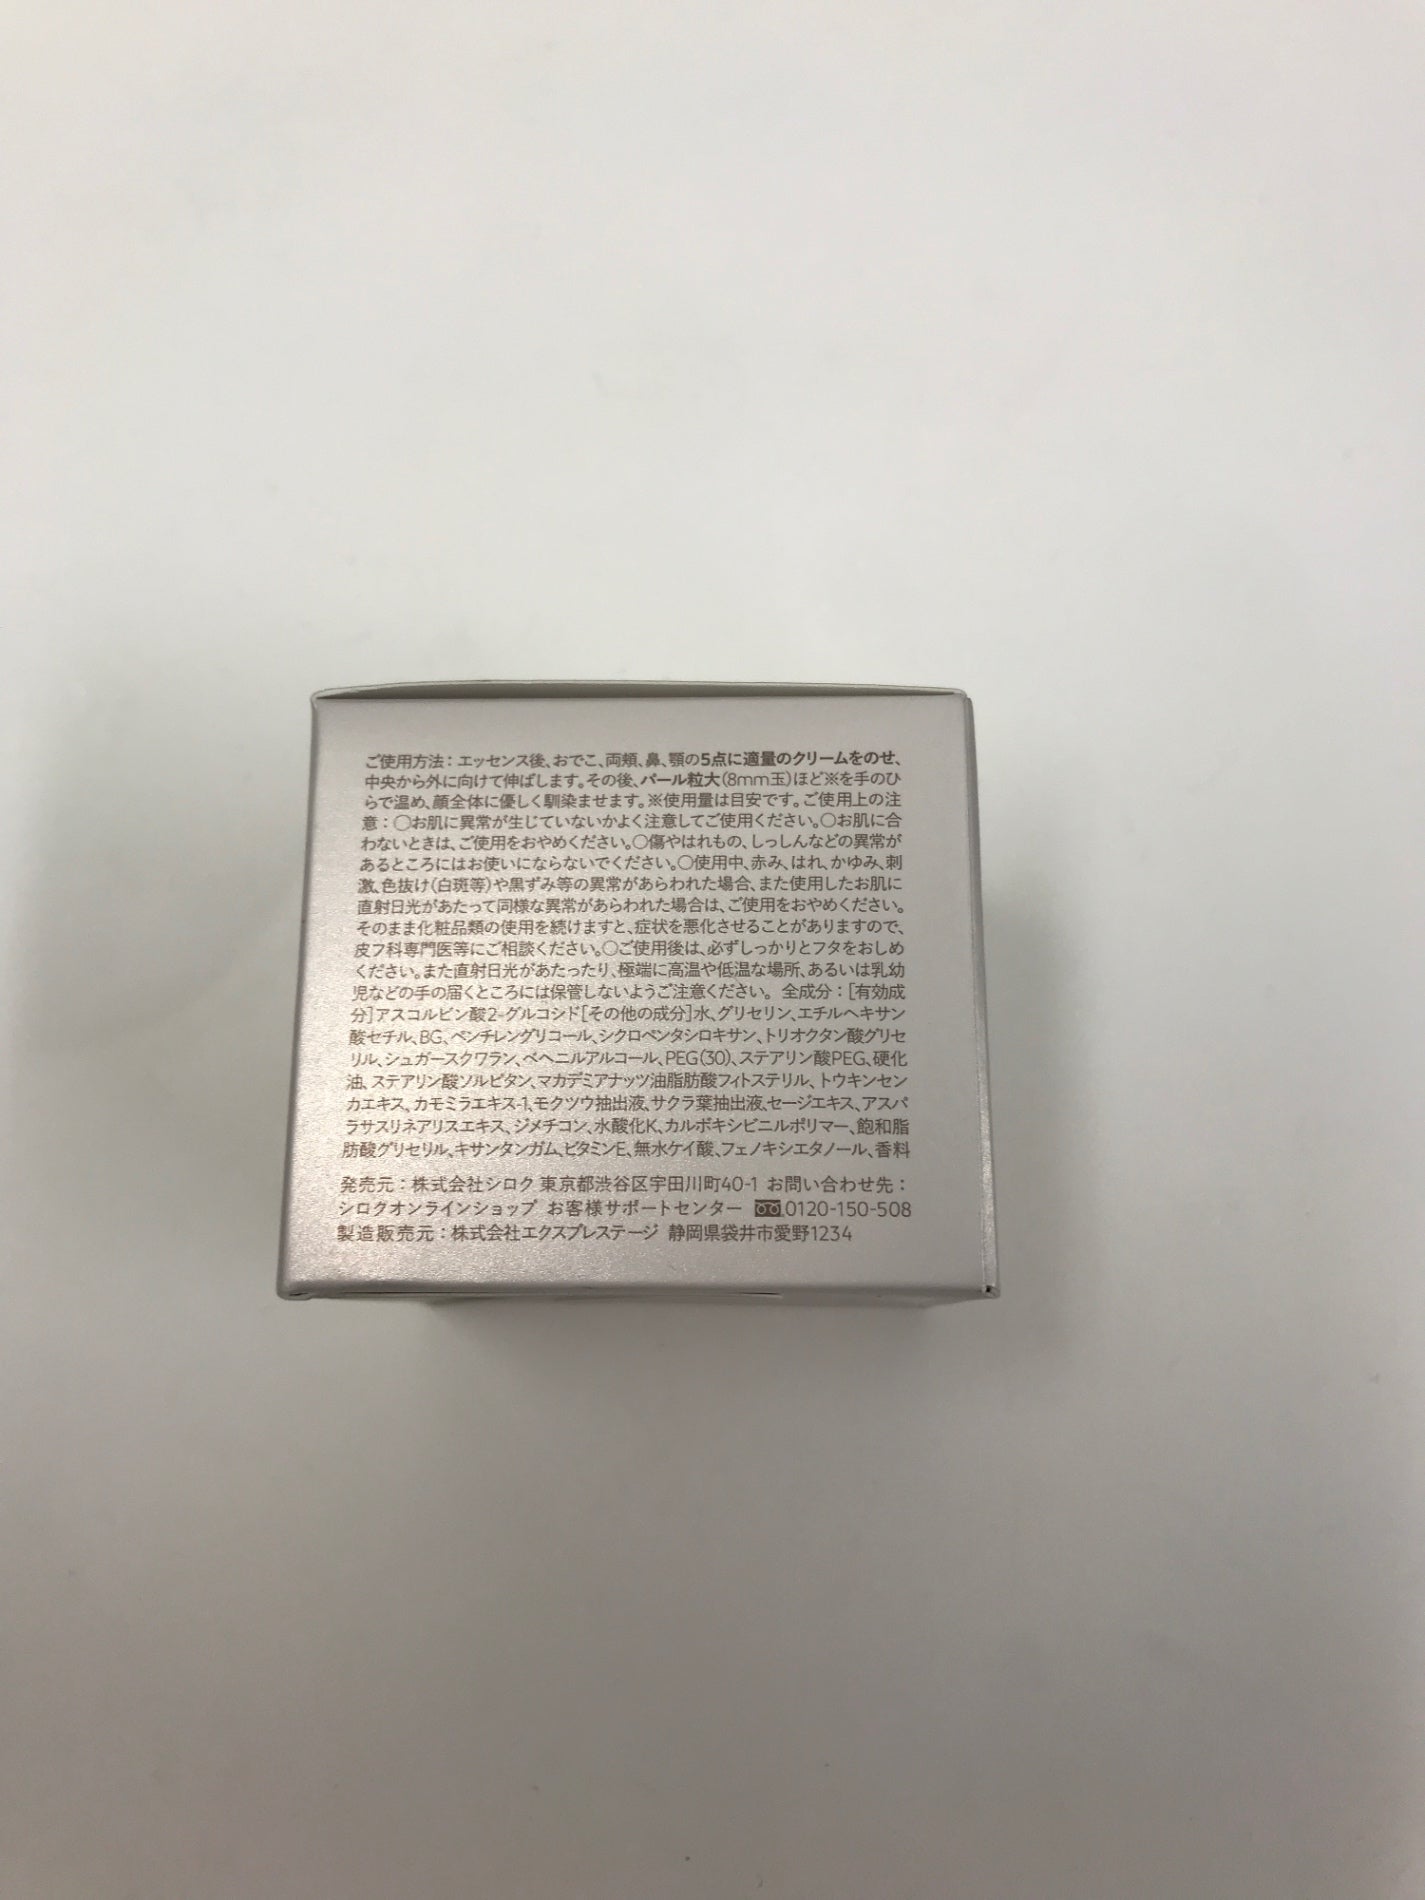 ご使用方法：エッセンス後、おでこ、両頬、鼻、顎の5点に適量のクリームをのせ、
中央から外に向けて伸ばします。その後、パール粒大(8mm玉)ほど※を手のひ
らで温め、顔全体に優しく馴染ませます。※使用量は目安です。ご使用上の注
意：○お肌に異常が生じていないかよく注意してご使用ください。○お肌に合
わないときは、ご使用をおやめください。○傷やはれもの、しっしんなどの異常が
あるところにはお使いにならないでください。○使用中、赤み、はれ、かゆみ、刺
激、色抜け(白斑等)や黒ずみ等の異常があらわれた場合、また使用したお肌に
直射日光があたって同様な異常があらわれた場合は、ご使用をおやめください。
そのまま化粧品類の使用を続けますと、症状を悪化させることがありますので、
皮フ科専門医等にご相談ください。○ご使用後は、必ずしっかりとフタをおしめ
ください。また直射日光があたったり、極端に高温や低温な場所、あるいは乳幼
児などの手の届くところには保管しないようご注意ください。 全成分：[有効成
分]アスコルビン酸2-グルコシド[その他の成分]水、グリセリン、エチルヘキサン
酸セチル、BG、ペンチレングリコール、シクロペンタシロキサン、トリオクタン酸グリセ
リル、シュガースクワラン、ベヘニルアルコール、PEG(30)、ステアリン酸PEG、硬化
油、ステアリン酸ソルビタン、マカデミアナッツ油脂肪酸フィトステリル、トウキンセン
カエキス、カモミラエキス-1、モクツウ抽出液、サクラ葉抽出液、セージエキス、アスパ
ラサスリネアリスエキス、ジメチコン、水酸化K、カルボキシビニルポリマー、飽和脂
肪酸グリセリル、キサンタンガム、ビタミンE、無水ケイ酸、フェノキシエタノール、香料
発売元：株式会社シロク 東京都渋谷区宇田川町40-1 お問い合わせ先：
シロクオンラインショップ お客様サポートセンター 0120-150-508
製造販売元：株式会社エクスプレステージ 静岡県袋井市愛野1234